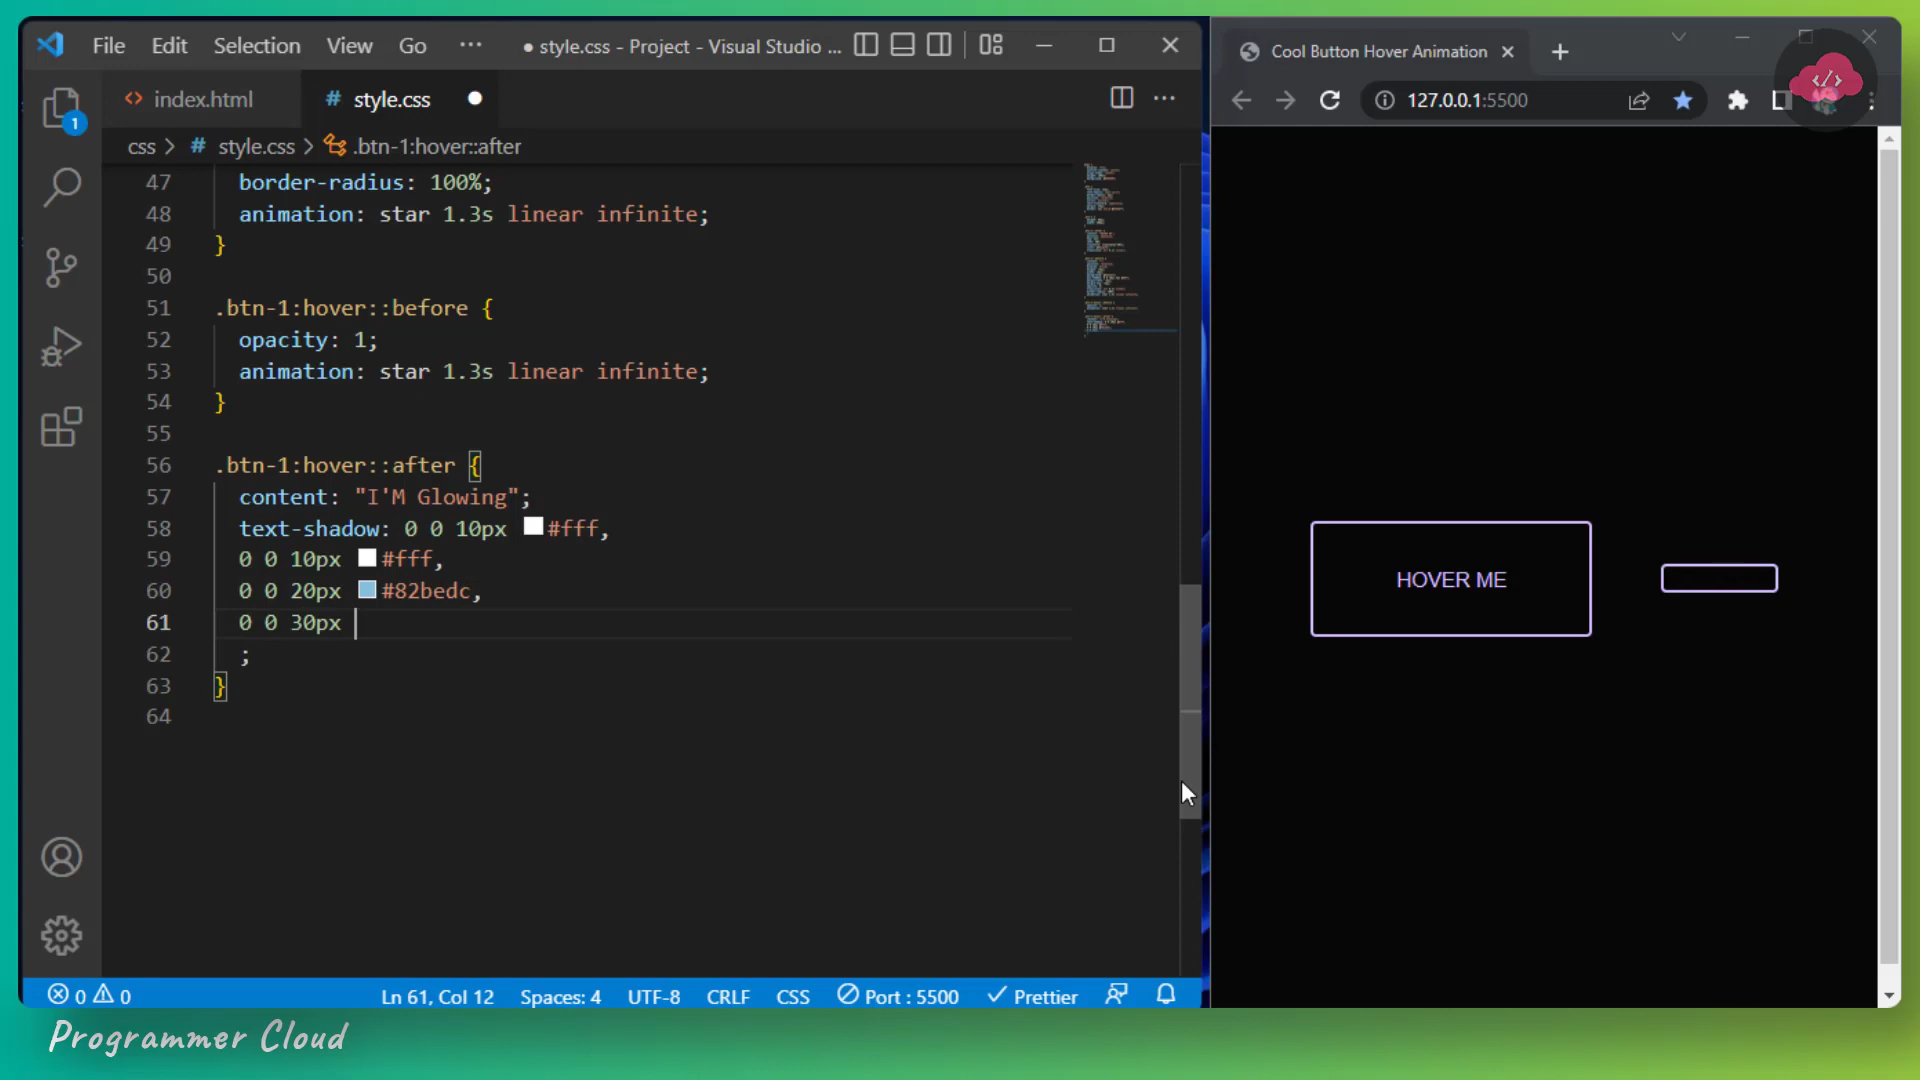 File Edit Selection View Go ··· ● style.css - Project - Visual Studio ...
index.html
# style.css
css > # style.css > .btn-1:hover::after
47 border-radius: 100%;
48 animation: star 1.3s linear infinite;
49 }
50
51 .btn-1:hover::before {
52 opacity: 1;
53 animation: star 1.3s linear infinite;
54 }
55
56 .btn-1:hover::after {
57 content: "I'M Glowing";
58 text-shadow: 0 0 10px #fff,
59 0 0 10px #fff,
60 0 0 20px #82bedc,
61 0 0 30px
62 ;
63 }
64
1
0 0 Ln 61, Col 12 Spaces: 4 UTF-8 CRLF CSS Port : 5500 Prettier
Cool Button Hover Animation
127.0.0.1:5500
</>
HOVER ME
Programmer Cloud